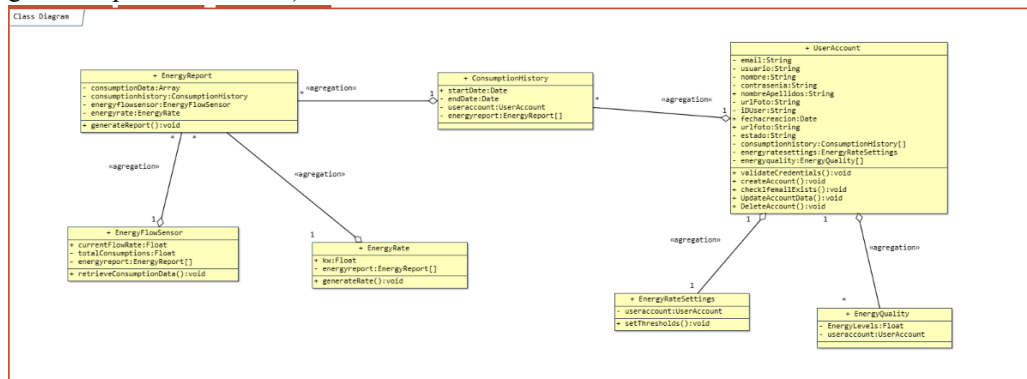 Class Diagram
+ EnergyReport
- consumptionData:Array
- consumptionhistory:ConsumptionHistory
- energyflowsensor:EnergyFlowSensor
- energyrate:EnergyRate
+ generateReport():void
«agregation»
*
1
+ ConsumptionHistory
+ startDate:Date
- endDate:Date
- useraccount:UserAccount
- energyreport:EnergyReport[]
«agregation»
*
1
+ UserAccount
- email:String
- usuario:String
- nombre:String
- contrasenia:String
+ nombreApellidos:String
- urlFoto:String
- iDUser:String
+ fechacreacion:Date
+ urlfoto:String
- estado:String
- consumptionhistory:ConsumptionHistory[]
- energyratesettings:EnergyRateSettings
- energyquality:EnergyQuality[]
+ validateCredentials():void
+ createAccount():void
+ checkIfemailExists():void
+ UpdateAccountData():void
+ DeleteAccount():void
* *
«agregation»
«agregation»
1
1
+ EnergyFlowSensor
+ currentFlowRate:Float
- totalConsumptions:Float
- energyreport:EnergyReport[]
+ retrieveConsumptionData():void
+ EnergyRate
+ kw:Float
- energyreport:EnergyReport[]
+ generateRate():void
1
1
«agregation»
«agregation»
1
*
+ EnergyRateSettings
- useraccount:UserAccount
+ setThresholds():void
+ EnergyQuality
- EnergyLevels:Float
- useraccount:UserAccount